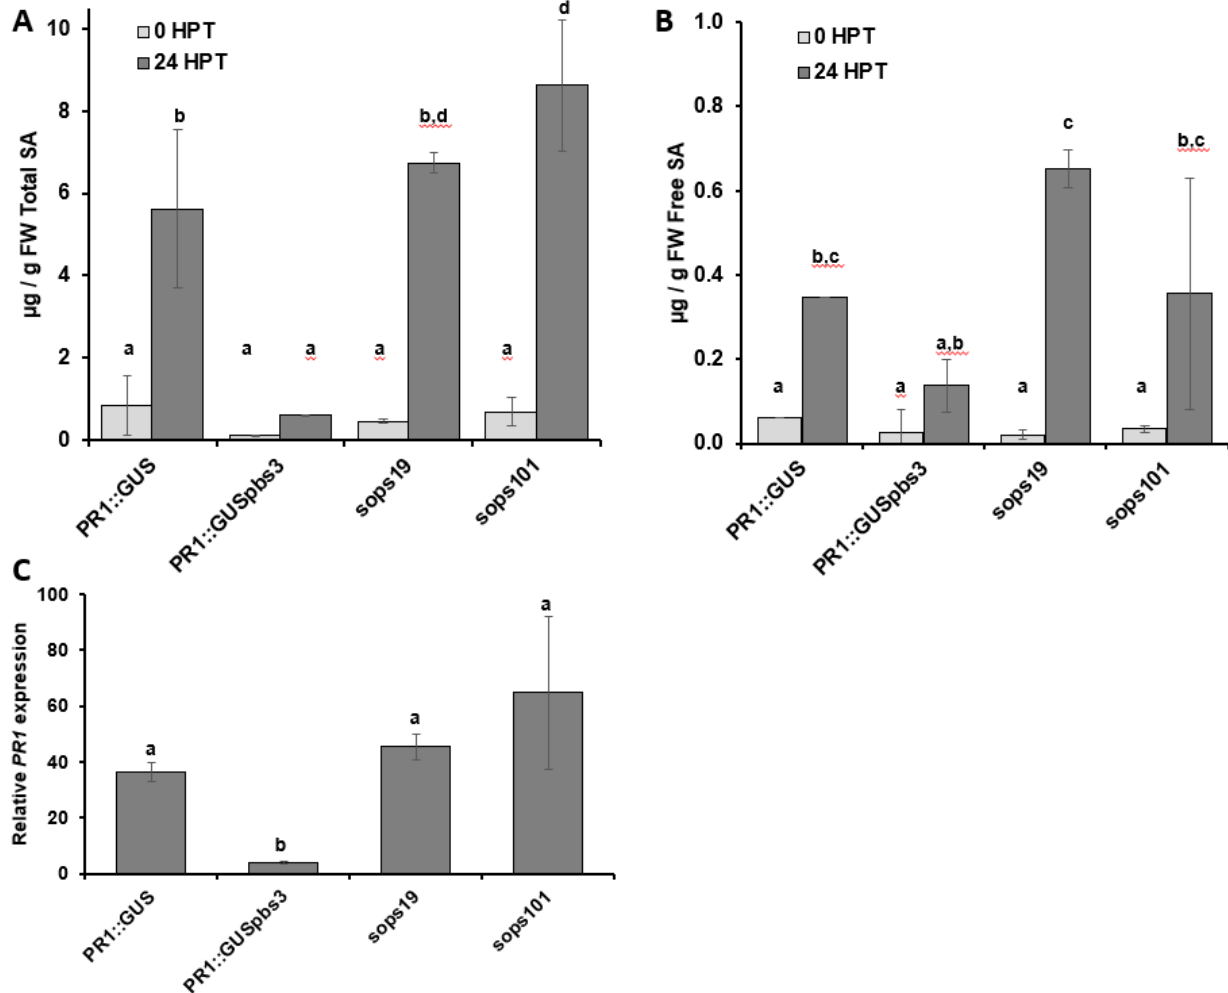 A
0 HPT
24 HPT
µg / g FW Total SA
10
8
6
4
2
0
a
b
a
a
a
b,d
a
d
PR1::GUS
PR1::GUSpbs3
sops19
sops101
B
0 HPT
24 HPT
µg / g FW Free SA
1.0
0.8
0.6
0.4
0.2
0.0
a
b,c
a
a,b
a
c
a
b,c
PR1::GUS
PR1::GUSpbs3
sops19
sops101
C
Relative PR1 expression
100
80
60
40
20
0
a
b
a
a
PR1::GUS
PR1::GUSpbs3
sops19
sops101